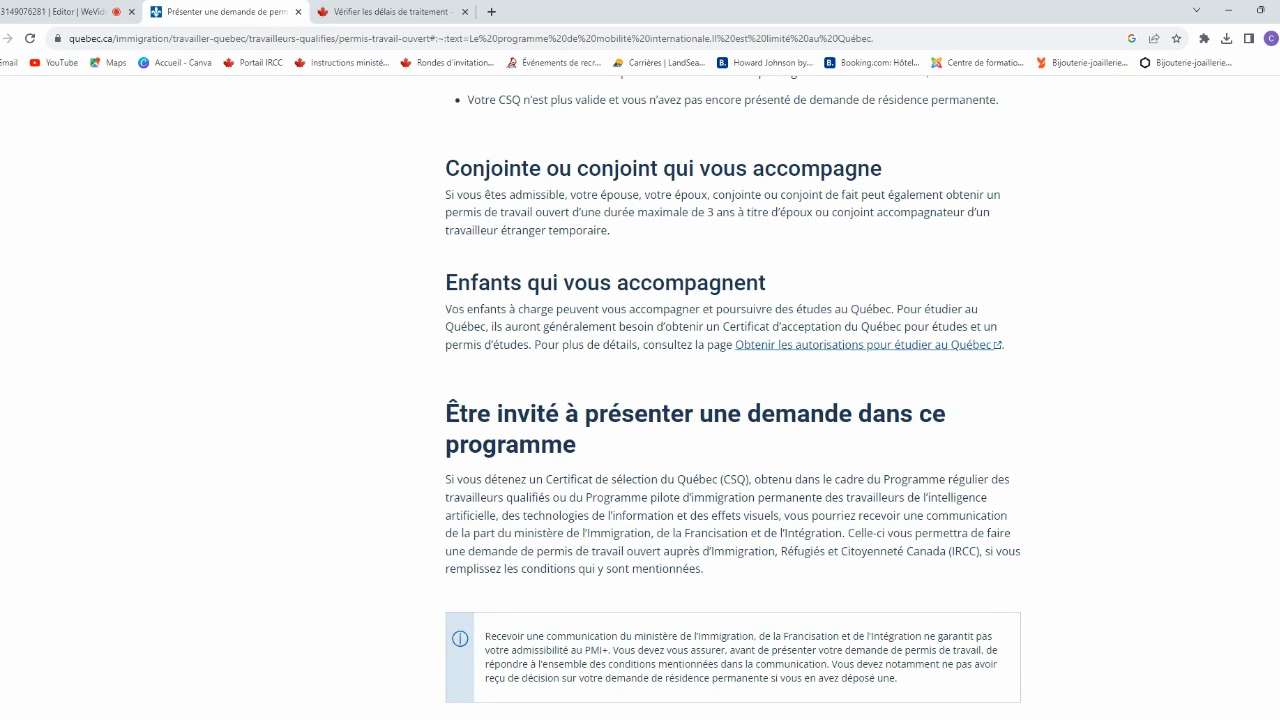 3149076281 | Editor | WeVide
Présenter une demande de perm
Vérifier les délais de traitement -
quebec.ca/immigration/travailler-quebec/travailleurs-qualifies/permis-travail-ouvert#:~:text=Le%20programme%20de%20mobilité%20internationale,Il%20est%20limité%20au%20Québec.
Gmail YouTube Maps Accueil - Canva Portail IRCC Instructions ministé... Rondes d'invitation... Événements de recr... Carrières | LandSea... Howard Johnson by... Booking.com: Hôtel... Centre de formatio... Bijouterie-joaillerie... Bijouterie-joaillerie...
• Votre CSQ n'est plus valide et vous n'avez pas encore présenté de demande de résidence permanente.
Conjointe ou conjoint qui vous accompagne
Si vous êtes admissible, votre épouse, votre époux, conjointe ou conjoint de fait peut également obtenir un
permis de travail ouvert d'une durée maximale de 3 ans à titre d'époux ou conjoint accompagnateur d'un
travailleur étranger temporaire.
Enfants qui vous accompagnent
Vos enfants à charge peuvent vous accompagner et poursuivre des études au Québec. Pour étudier au
Québec, ils auront généralement besoin d'obtenir un Certificat d'acceptation du Québec pour études et un
permis d'études. Pour plus de détails, consultez la page Obtenir les autorisations pour étudier au Québec.
Être invité à présenter une demande dans ce
programme
Si vous détenez un Certificat de sélection du Québec (CSQ), obtenu dans le cadre du Programme régulier des
travailleurs qualifiés ou du Programme pilote d'immigration permanente des travailleurs de l'intelligence
artificielle, des technologies de l'information et des effets visuels, vous pourriez recevoir une communication
de la part du ministère de l'Immigration, de la Francisation et de l'Intégration. Celle-ci vous permettra de faire
une demande de permis de travail ouvert auprès d'Immigration, Réfugiés et Citoyenneté Canada (IRCC), si vous
remplissez les conditions qui y sont mentionnées.
Recevoir une communication du ministère de l'Immigration, de la Francisation et de l'Intégration ne garantit pas
votre admissibilité au PMI+. Vous devez vous assurer, avant de présenter votre demande de permis de travail, de
répondre à l'ensemble des conditions mentionnées dans la communication. Vous devez notamment ne pas avoir
reçu de décision sur votre demande de résidence permanente si vous en avez déposé une.